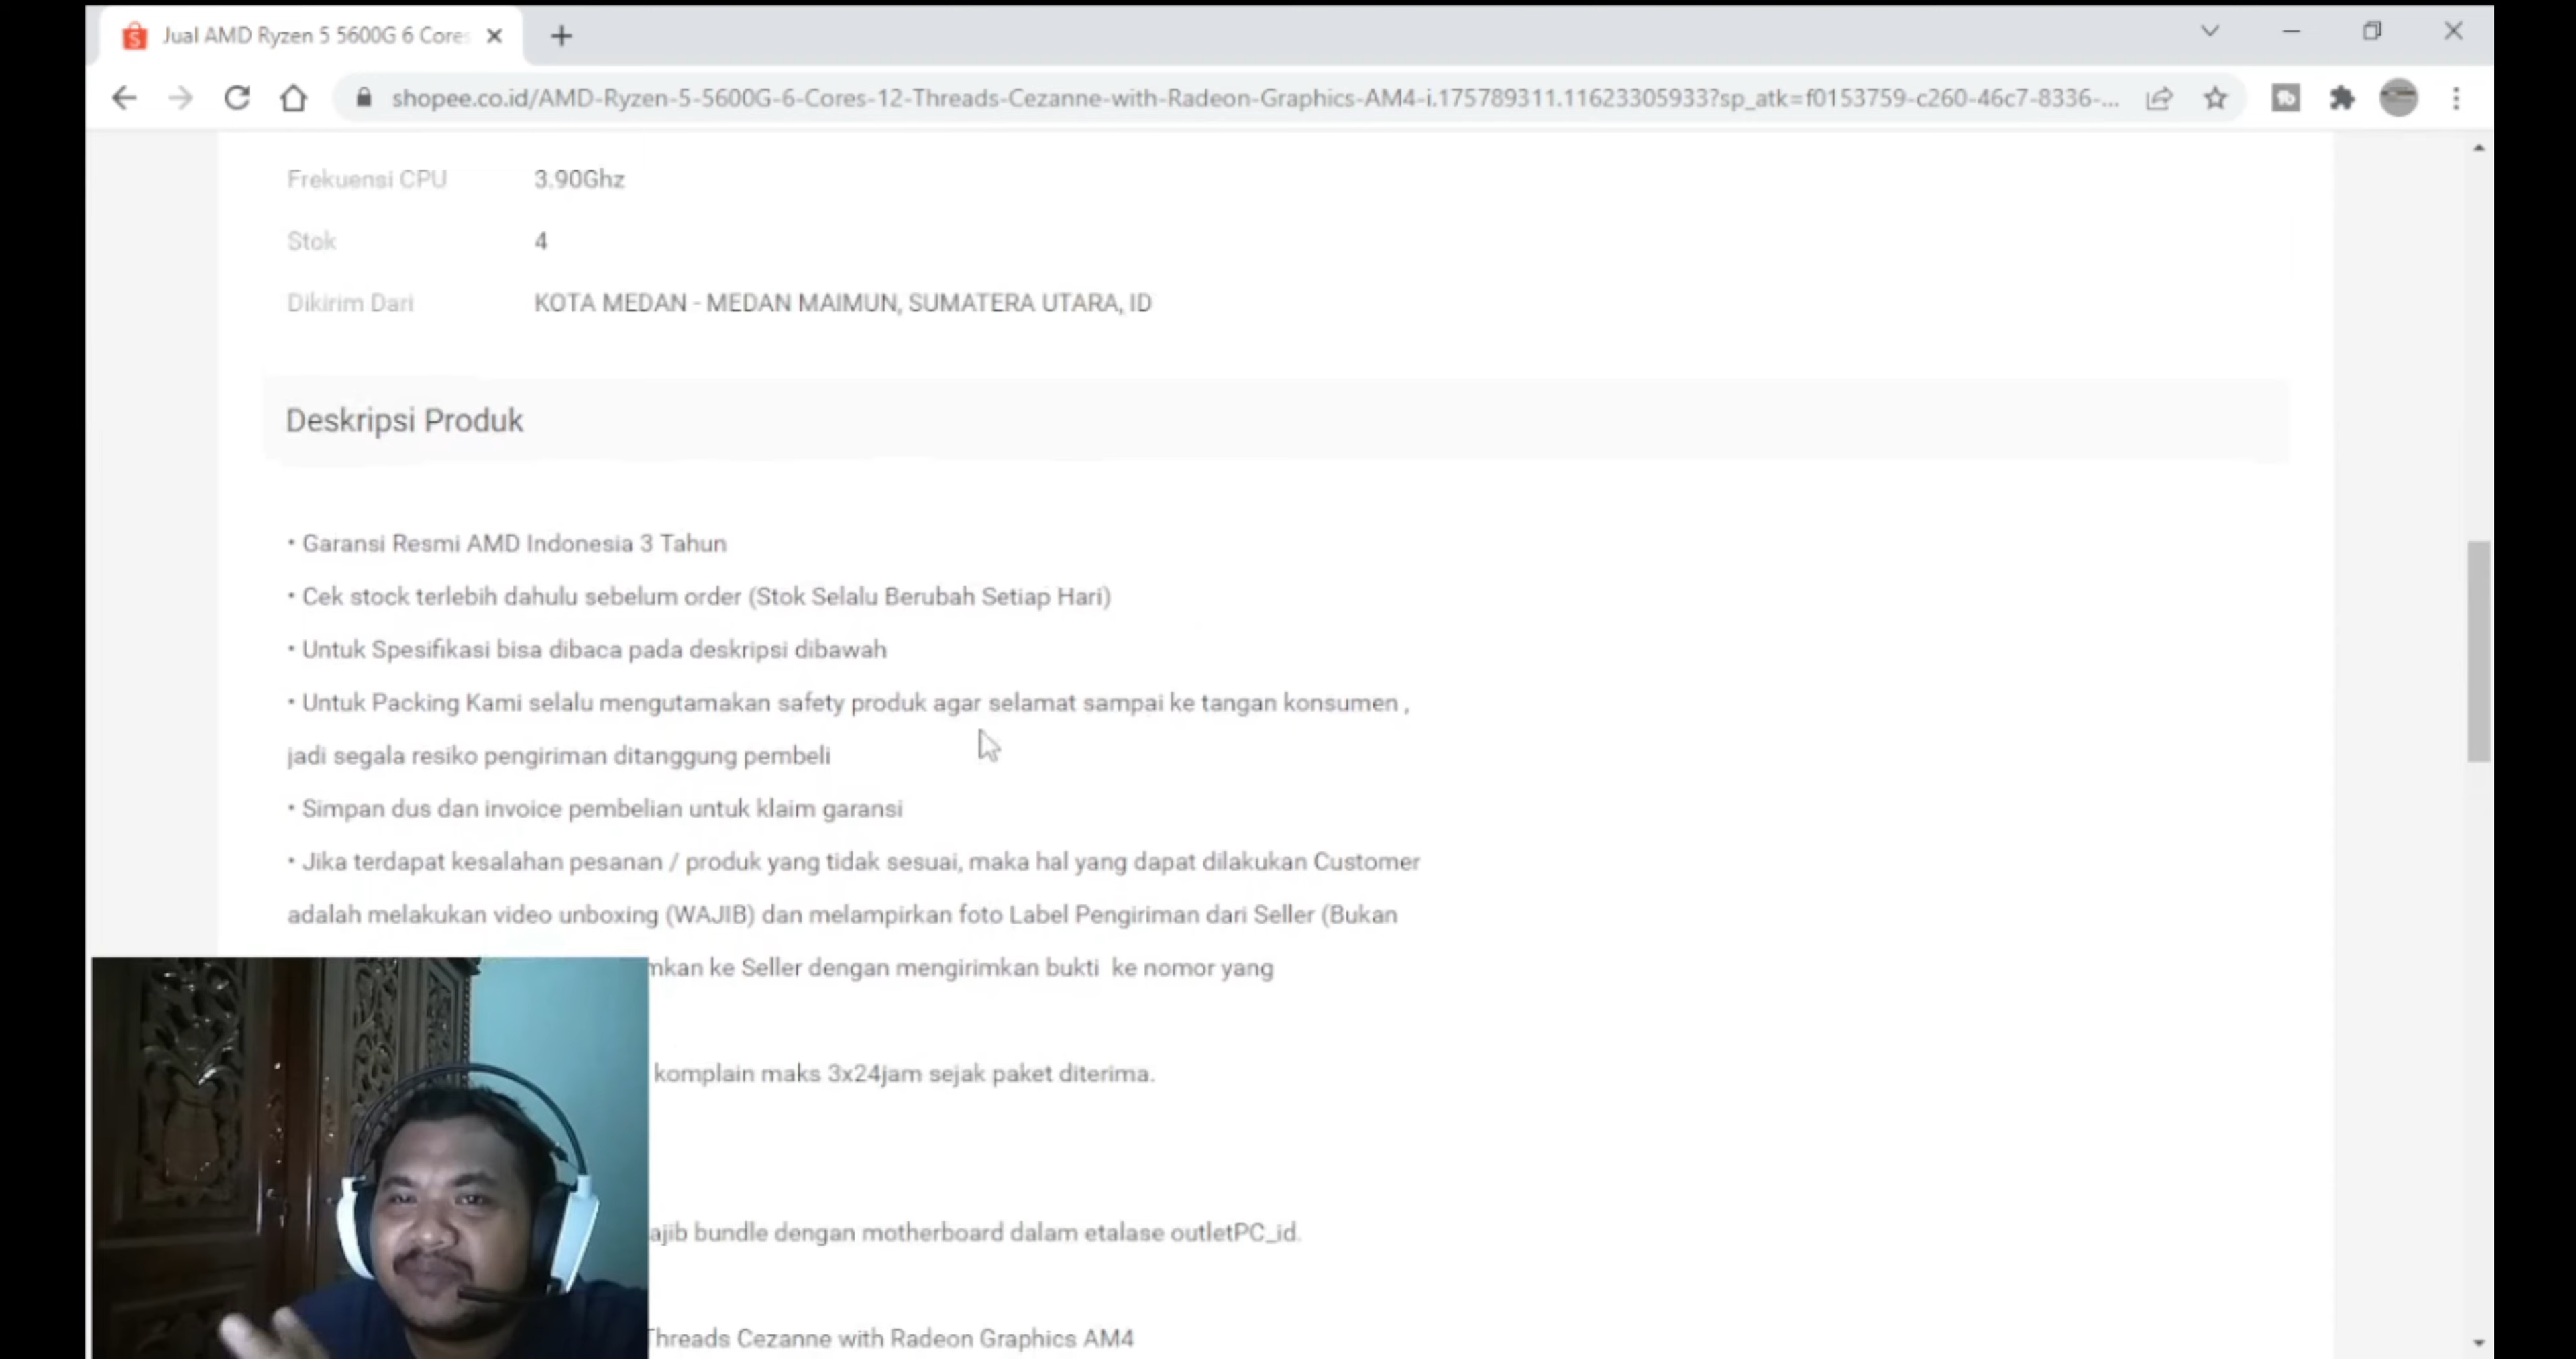 Jual AMD Ryzen 5 5600G 6 Cores
shopee.co.id/AMD-Ryzen-5-5600G-6-Cores-12-Threads-Cezanne-with-Radeon-Graphics-AM4-i.175789311.11623305933?sp_atk=f0153759-c260-46c7-8336-...
Frekuensi CPU 3.90Ghz
Stok 4
Dikirim Dari KOTA MEDAN - MEDAN MAIMUN, SUMATERA UTARA, ID
Deskripsi Produk
• Garansi Resmi AMD Indonesia 3 Tahun
• Cek stock terlebih dahulu sebelum order (Stok Selalu Berubah Setiap Hari)
• Untuk Spesifikasi bisa dibaca pada deskripsi dibawah
• Untuk Packing Kami selalu mengutamakan safety produk agar selamat sampai ke tangan konsumen ,
jadi segala resiko pengiriman ditanggung pembeli
• Simpan dus dan invoice pembelian untuk klaim garansi
• Jika terdapat kesalahan pesanan / produk yang tidak sesuai, maka hal yang dapat dilakukan Customer
adalah melakukan video unboxing (WAJIB) dan melampirkan foto Label Pengiriman dari Seller (Bukan
mkan ke Seller dengan mengirimkan bukti ke nomor yang
komplain maks 3x24jam sejak paket diterima.
ajib bundle dengan motherboard dalam etalase outletPC_id.
Threads Cezanne with Radeon Graphics AM4